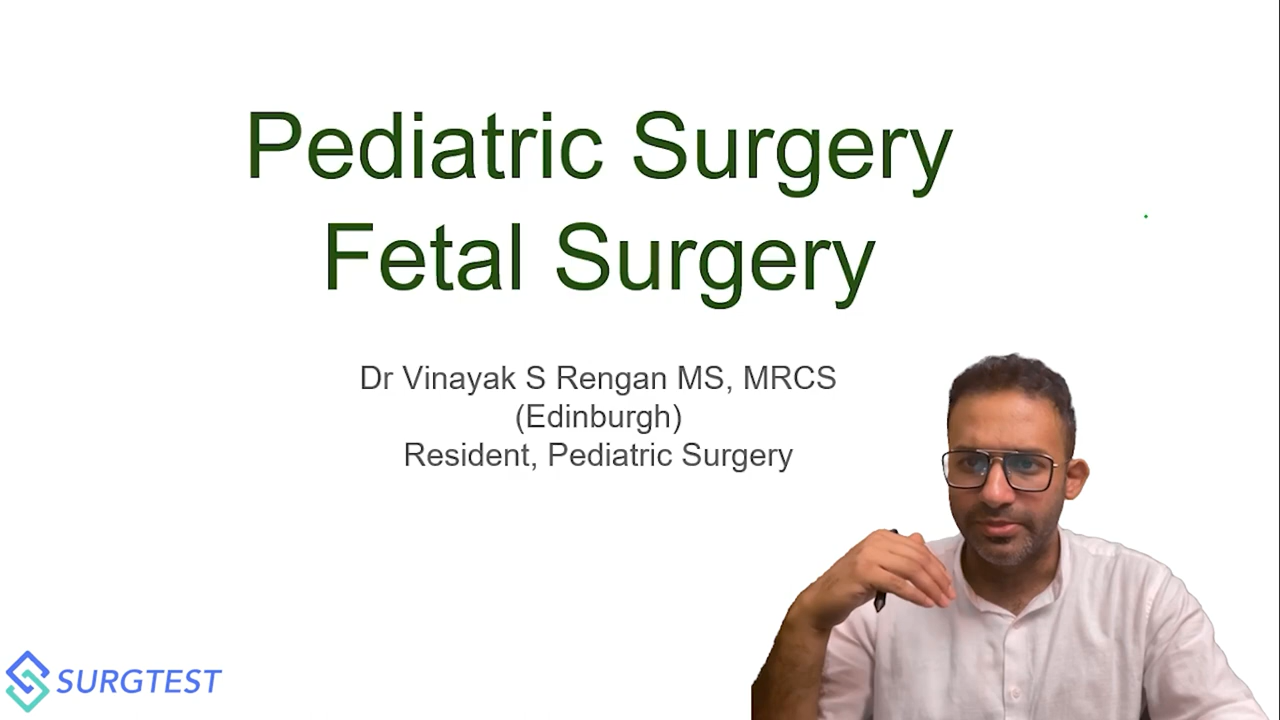 Pediatric Surgery
Fetal Surgery
Dr Vinayak S Rengan MS, MRCS
(Edinburgh)
Resident, Pediatric Surgery
SURGTEST